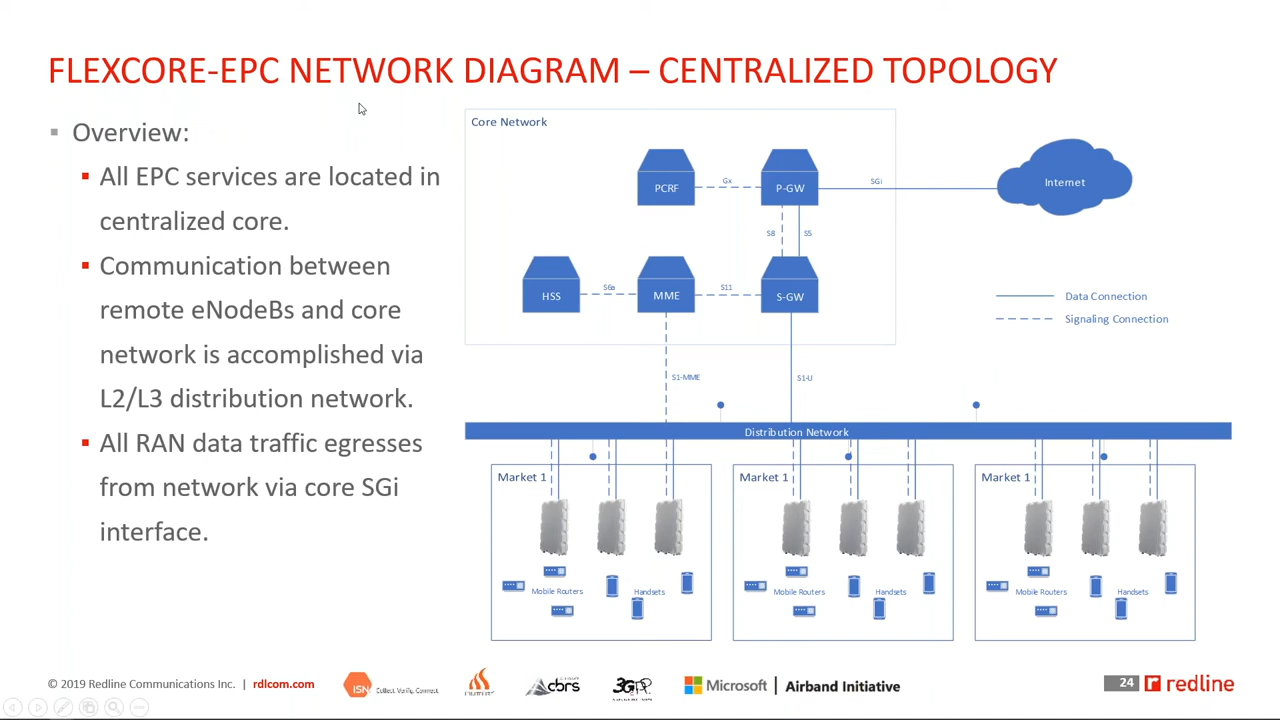 FLEXCORE-EPC NETWORK DIAGRAM – CENTRALIZED TOPOLOGY
Overview:
All EPC services are located in
centralized core.
Communication between
remote eNodeBs and core
network is accomplished via
L2/L3 distribution network.
All RAN data traffic egresses
from network via core SGi
interface.
Core Network
PCRF
Gx
P-GW
SGi
Internet
S8
S5
HSS
S6a
MME
S11
S-GW
Data Connection
Signaling Connection
S1-MME
S1-U
Distribution Network
Market 1
Mobile Routers
Handsets
Market 1
Mobile Routers
Handsets
Market 1
Mobile Routers
Handsets
© 2019 Redline Communications Inc. | rdlcom.com
ISN
Collect. Verify. Connect
cbrs
3GPP
Microsoft | Airband Initiative
24
redline